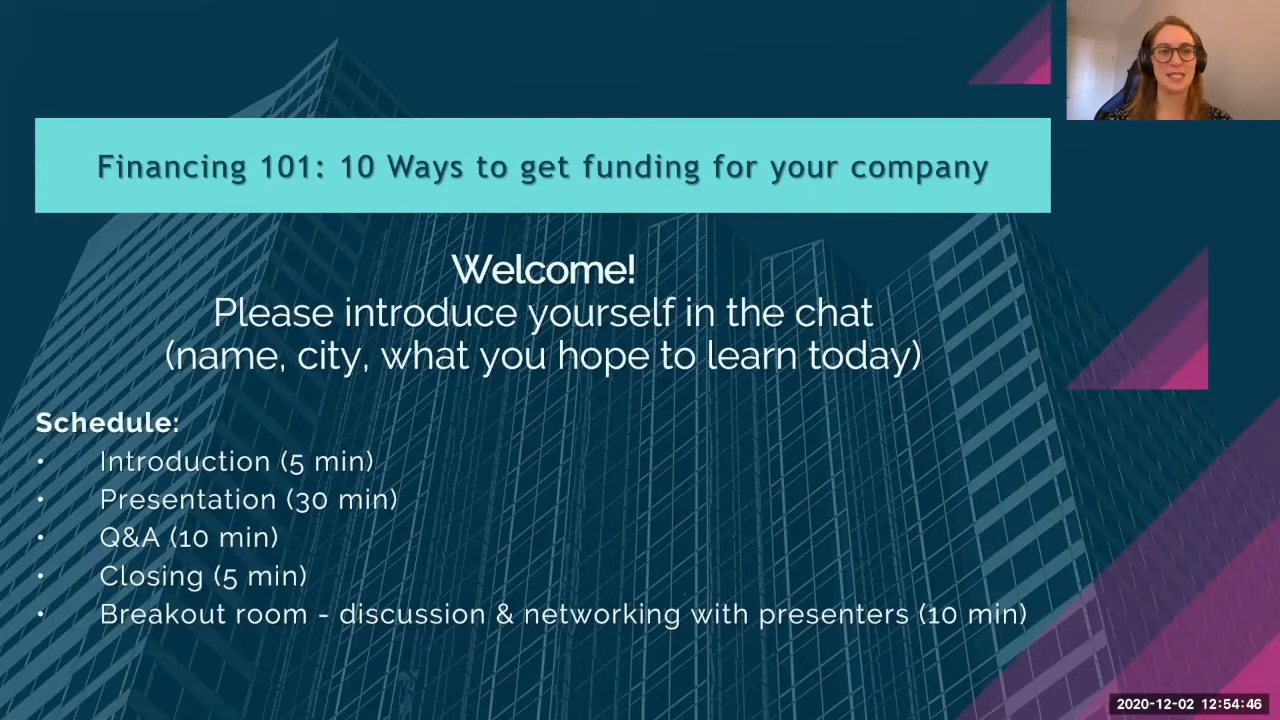 Financing 101: 10 Ways to get funding for your company
Welcome!
Please introduce yourself in the chat
(name, city, what you hope to learn today)
Schedule:
• Introduction (5 min)
• Presentation (30 min)
• Q&A (10 min)
• Closing (5 min)
• Breakout room - discussion & networking with presenters (10 min)
2020-12-02 12:54:46